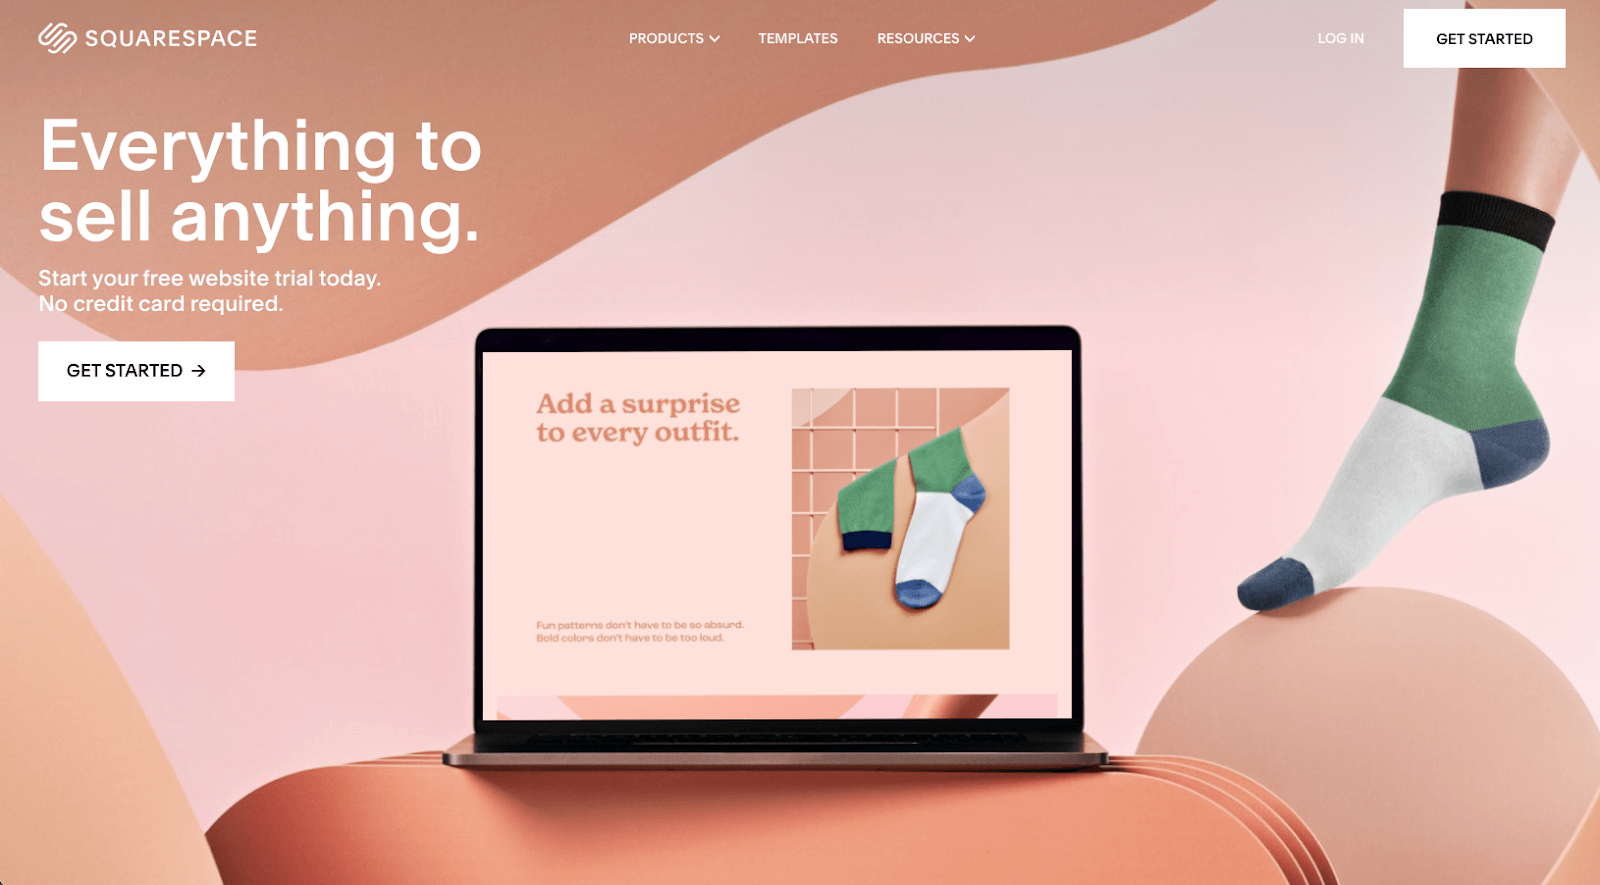 SQUARESPACE
PRODUCTS
TEMPLATES
RESOURCES
LOG IN
GET STARTED
Everything to
sell anything.
Start your free website trial today.
No credit card required.
GET STARTED →
Add a surprise
to every outfit.
Fun patterns don't have to be so absurd.
Bold colors don't have to be too loud.